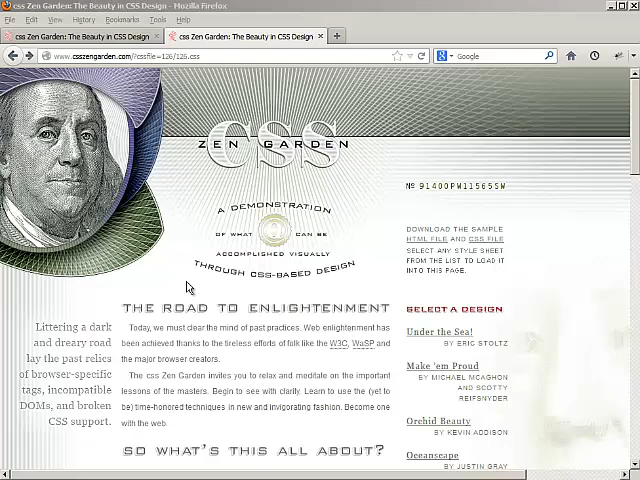 css Zen Garden: The Beauty in CSS Design - Mozilla Firefox
File Edit View History Bookmarks Tools Help
css Zen Garden: The Beauty in CSS Design × css Zen Garden: The Beauty in CSS Design × +
www.csszengarden.com/?cssfile=126/126.css
Google
CSS
ZEN GARDEN
№ 91400PW11565SW
A DEMONSTRATION
OF WHAT CAN BE
ACCOMPLISHED VISUALLY
THROUGH CSS-BASED DESIGN
DOWNLOAD THE SAMPLE
HTML FILE AND CSS FILE
SELECT ANY STYLE SHEET
FROM THE LIST TO LOAD IT
INTO THIS PAGE.
THE ROAD TO ENLIGHTENMENT
Littering a dark
and dreary road
lay the past relics
of browser-specific
tags, incompatible
DOMs, and broken
CSS support.
Today, we must clear the mind of past practices. Web enlightenment has
been achieved thanks to the tireless efforts of folk like the W3C, WaSP and
the major browser creators.
The css Zen Garden invites you to relax and meditate on the important
lessons of the masters. Begin to see with clarity. Learn to use the (yet to
be) time-honored techniques in new and invigorating fashion. Become one
with the web.
SO WHAT'S THIS ALL ABOUT?
SELECT A DESIGN
Under the Sea!
BY ERIC STOLTZ
Make 'em Proud
BY MICHAEL MCAGHON
AND SCOTTY
REIFSNYDER
Orchid Beauty
BY KEVIN ADDISON
Oceanscape
BY JUSTIN GRAY